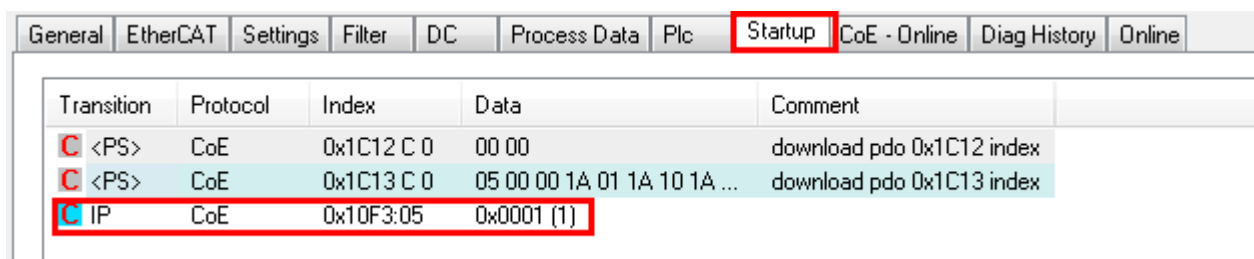 General EtherCAT Settings Filter DC Process Data Plc Startup CoE - Online Diag History Online
Transition Protocol Index Data Comment
C <PS> CoE 0x1C12 C 0 00 00 download pdo 0x1C12 index
C <PS> CoE 0x1C13 C 0 05 00 00 1A 01 1A 10 1A ... download pdo 0x1C13 index
C IP CoE 0x10F3:05 0x0001 (1)